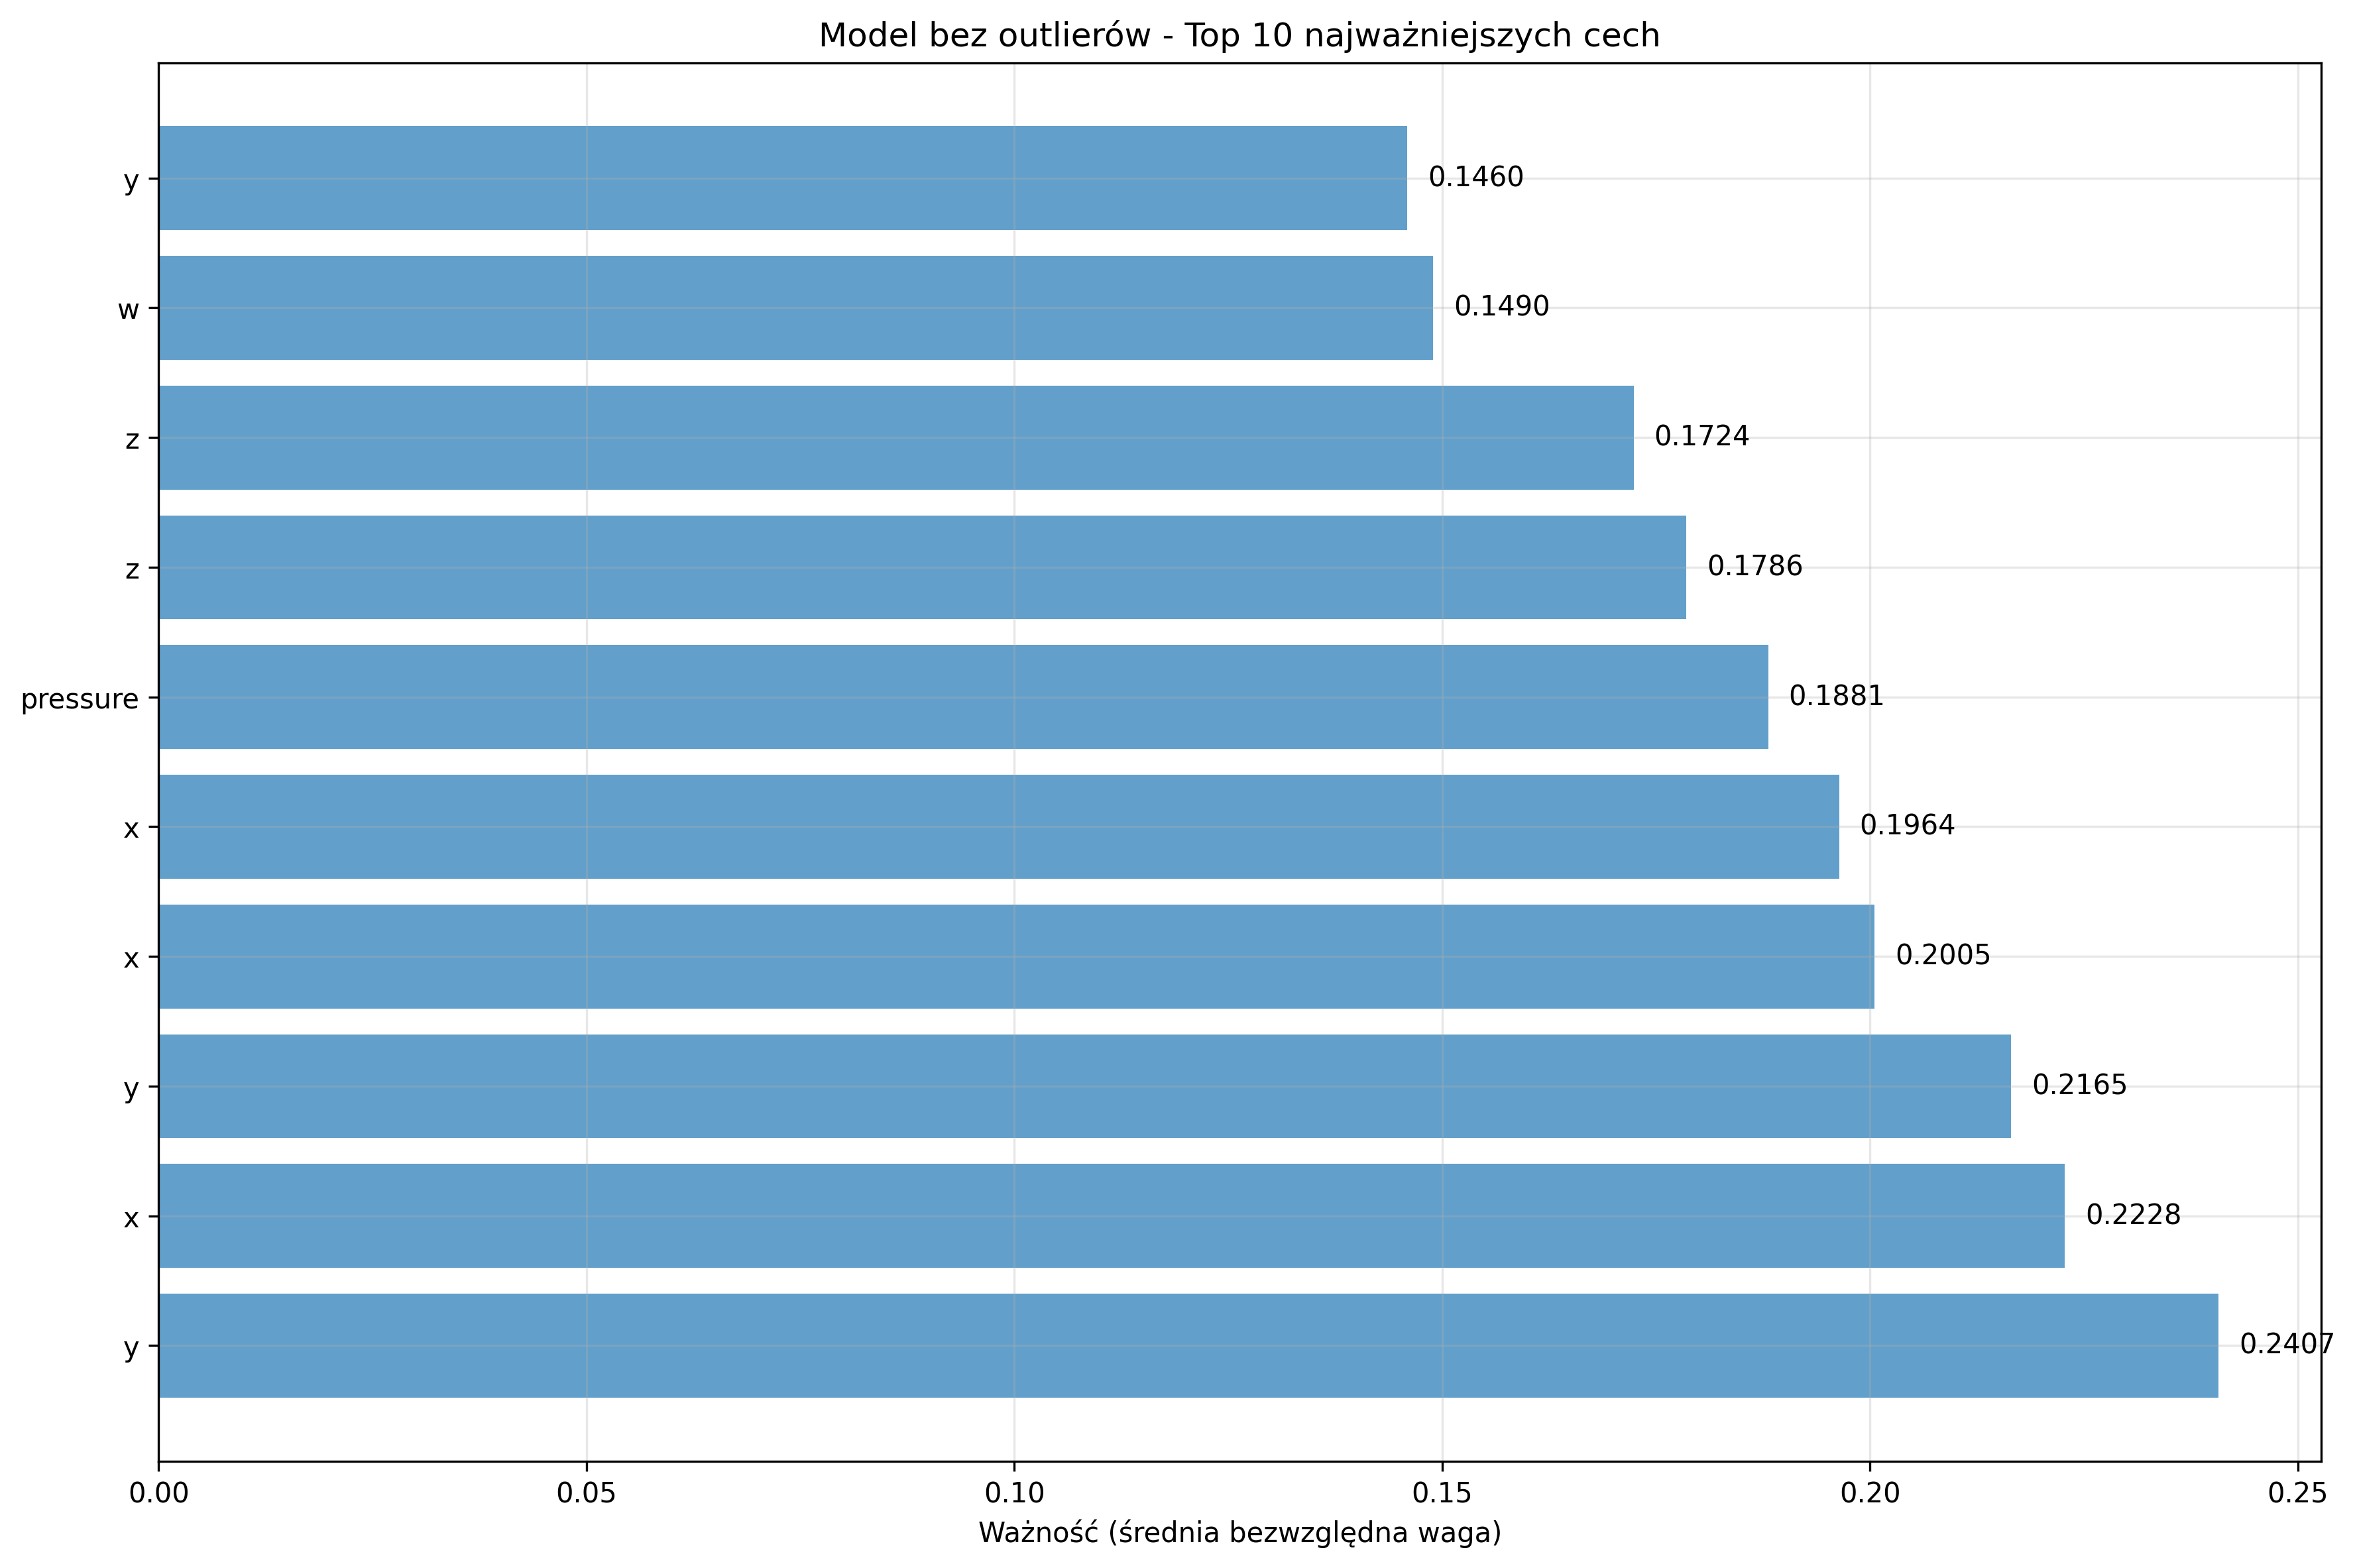 Model bez outlierów - Top 10 najważniejszych cech
y 0.1460
w 0.1490
z 0.1724
z 0.1786
pressure 0.1881
x 0.1964
x 0.2005
y 0.2165
x 0.2228
y 0.2407
0.00 0.05 0.10 0.15 0.20 0.25
Ważność (średnia bezwzględna waga)